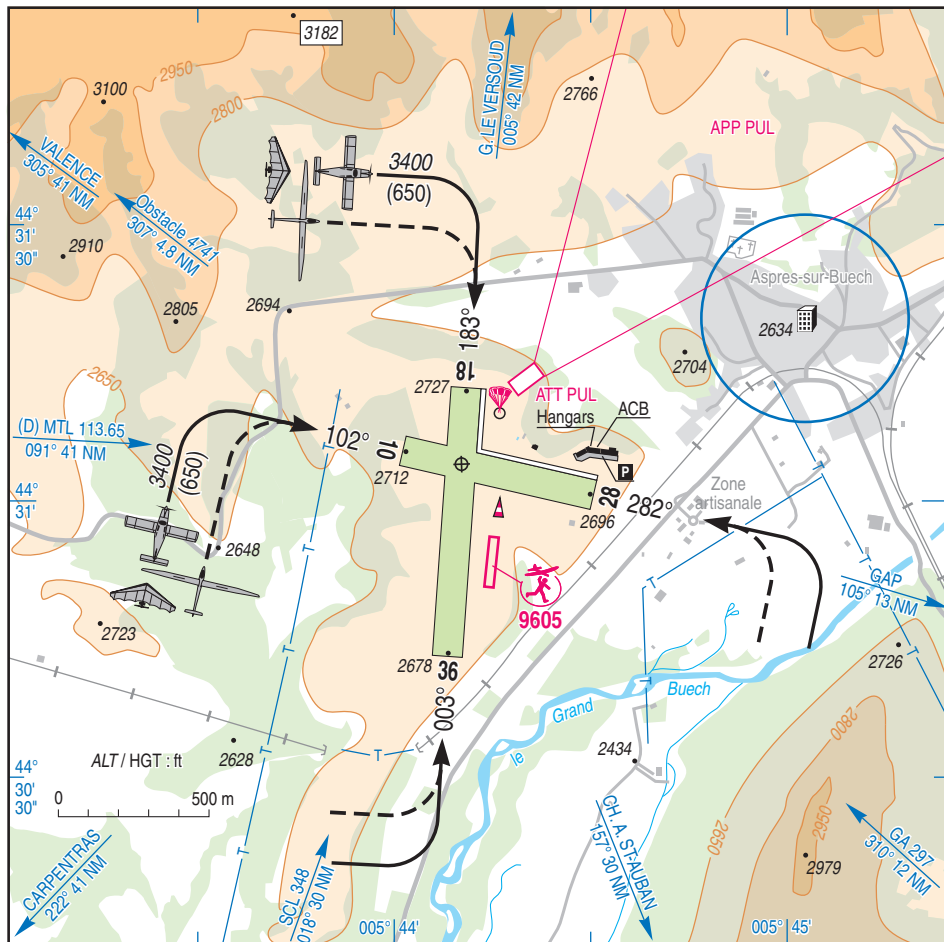 3182
2950
3100
2800
G.LE VERSOUD
005° 42 NM
2766
APP PUL
VALENCE
305° 41 NM
3400
(650)
Obstacle 4741
307° 4.8 NM
44°
31'
30"
2910
Aspres-sur-Buech
2805
2694
2634
183°
2704
2650
18
2727
ATT PUL
Hangars
ACB
(D) MTL 113.65
091° 41 NM
102°
10
2712
3400
(650)
P
28
282°
2696
Zone
artisanale
44°
31'
T
T
T
T
2648
T
T
GAP
105° 13 NM
9605
2723
2726
2678
36
T
Buech
Grand
le
003°
2800
T
T
2628
2434
ALT / HGT : ft
44°
30'
30"
0
500 m
2650
2950
T
CARPENTRAS
222° 41 NM
SCL 348
018° 30 NM
CH. A. ST-AUBAN
157° 30 NM
GA 297
310° 12 NM
2979
005° 44'
005° 45'